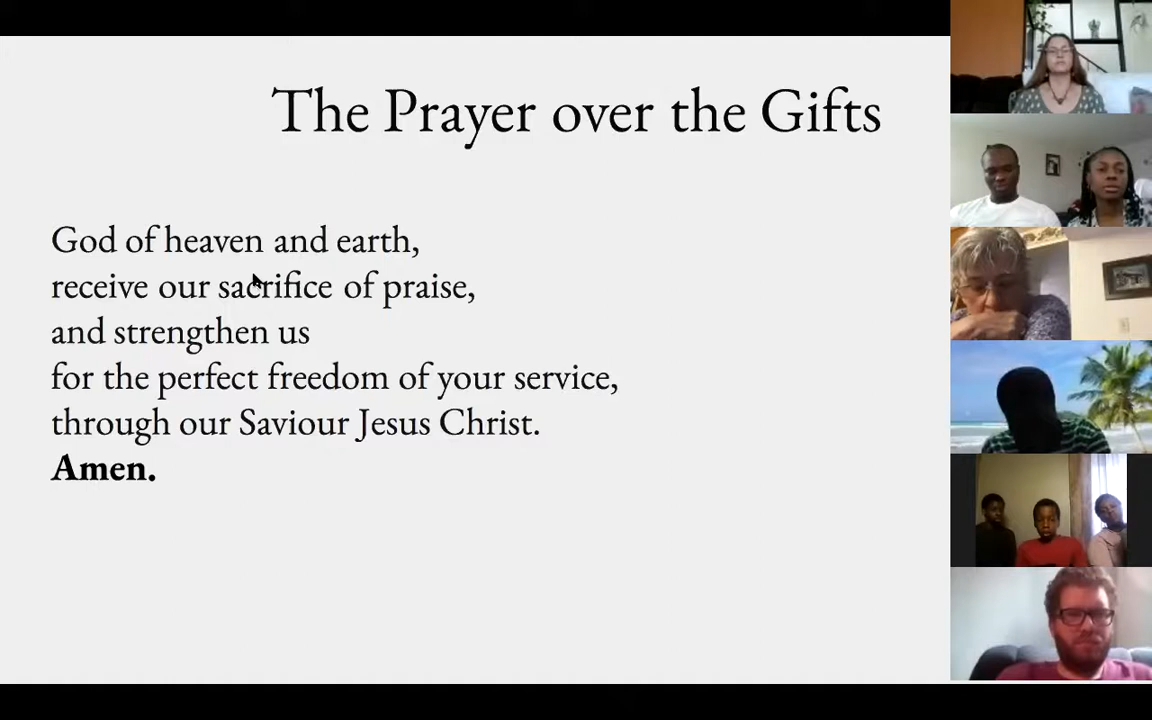 The Prayer over the Gifts
God of heaven and earth,
receive our sacrifice of praise,
and strengthen us
for the perfect freedom of your service,
through our Saviour Jesus Christ.
Amen.